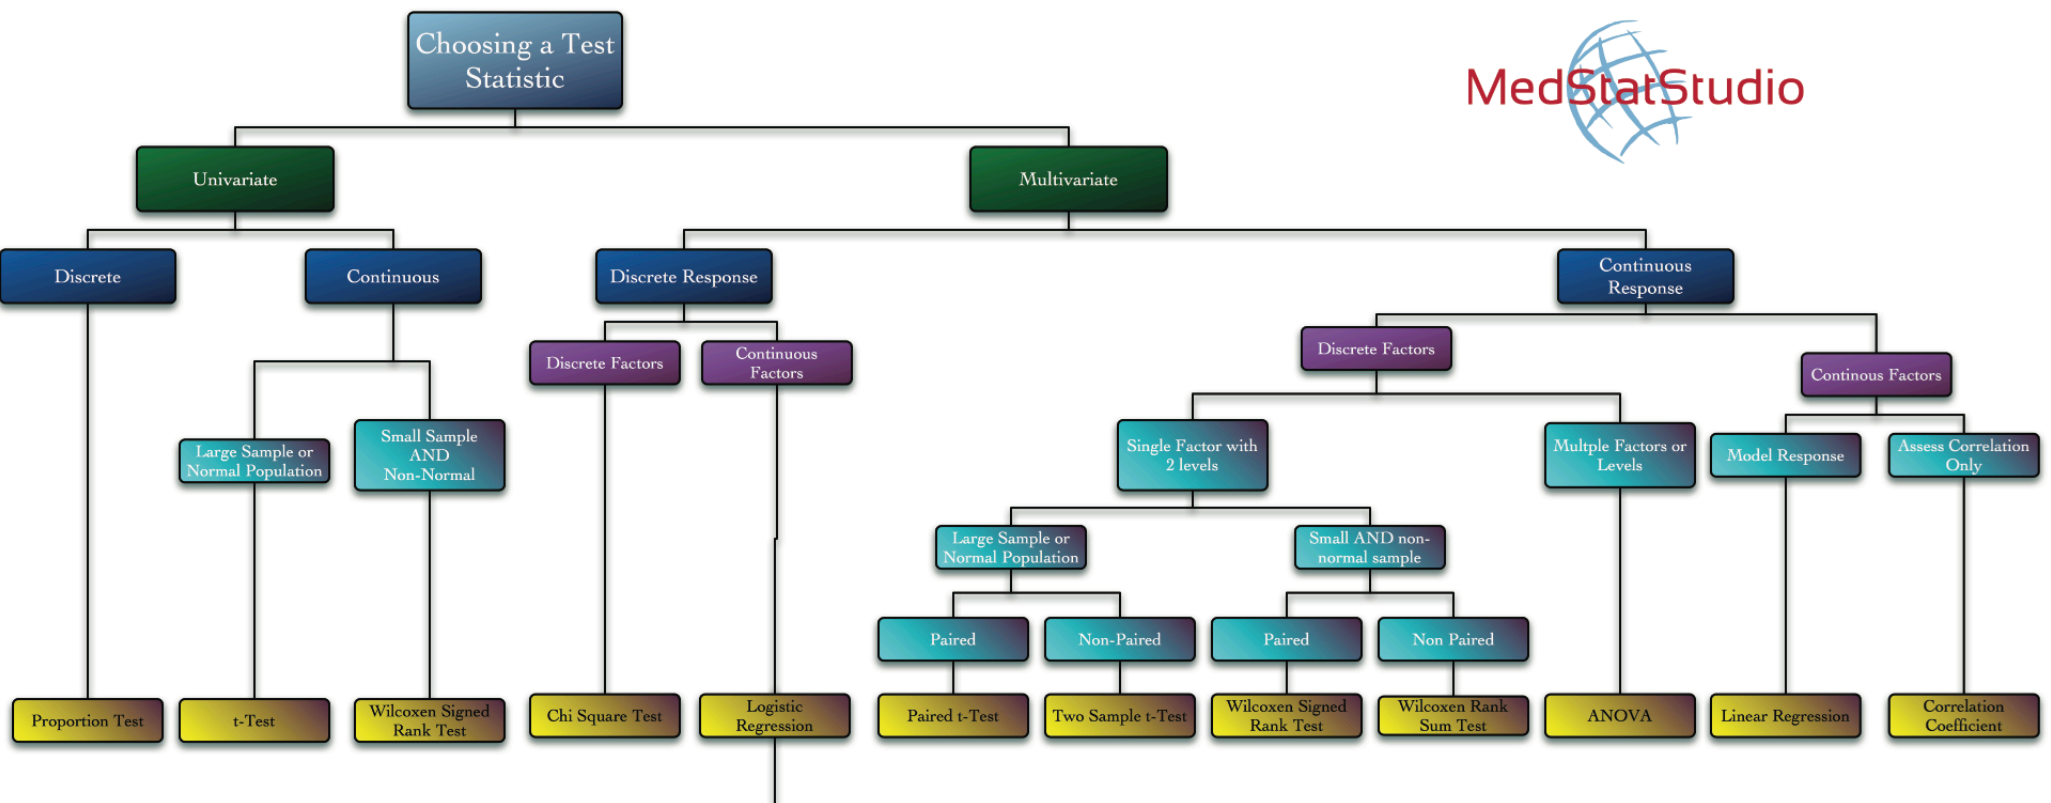 Choosing a Test
Statistic
MedStatStudio
Univariate
Multivariate
Discrete
Continuous
Discrete Response
Continuous
Response
Discrete Factors
Continuous
Factors
Discrete Factors
Continous Factors
Large Sample or
Normal Population
Small Sample
AND
Non-Normal
Single Factor with
2 levels
Multple Factors or
Levels
Model Response
Assess Correlation
Only
Large Sample or
Normal Population
Small AND non-
normal sample
Paired
Non-Paired
Paired
Non Paired
Proportion Test
t-Test
Wilcoxen Signed
Rank Test
Chi Square Test
Logistic
Regression
Paired t-Test
Two Sample t-Test
Wilcoxen Signed
Rank Test
Wilcoxen Rank
Sum Test
ANOVA
Linear Regression
Correlation
Coefficient